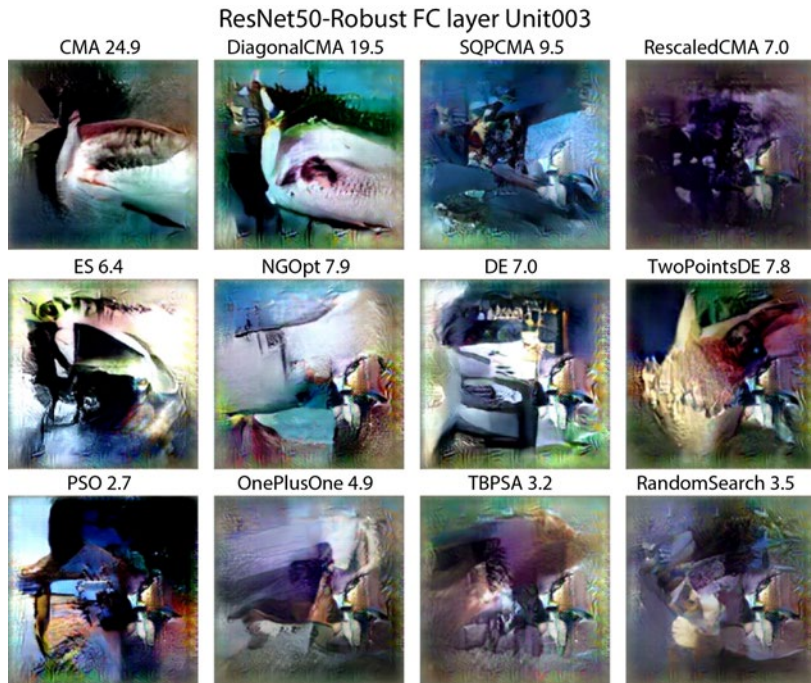 ResNet50-Robust FC layer Unit003
CMA 24.9 DiagonalCMA 19.5 SQPCMA 9.5 RescaledCMA 7.0
ES 6.4 NGOpt 7.9 DE 7.0 TwoPointsDE 7.8
PSO 2.7 OnePlusOne 4.9 TBPSA 3.2 RandomSearch 3.5